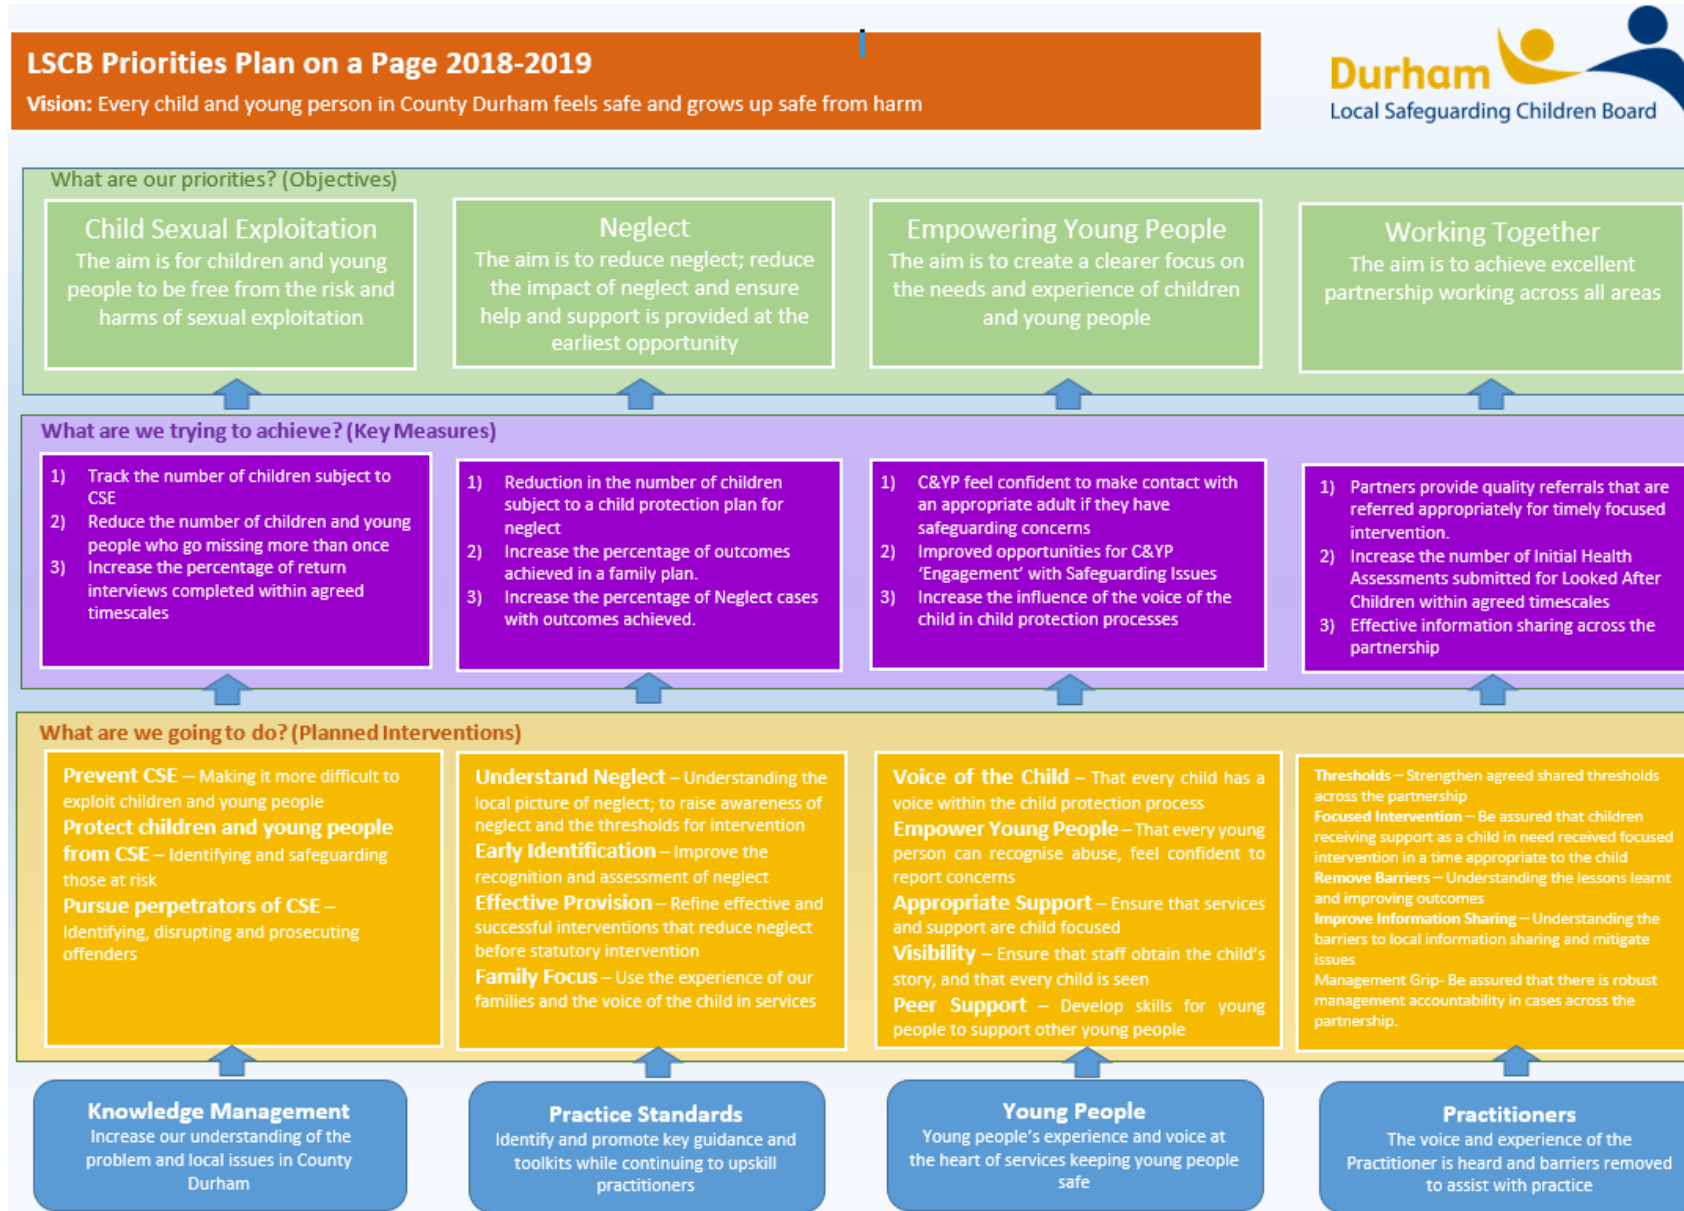 LSCB Priorities Plan on a Page 2018-2019
Vision: Every child and young person in County Durham feels safe and grows up safe from harm
Durham
Local Safeguarding Children Board
What are our priorities? (Objectives)
Child Sexual Exploitation
The aim is for children and young
people to be free from the risk and
harms of sexual exploitation
Neglect
The aim is to reduce neglect; reduce
the impact of neglect and ensure
help and support is provided at the
earliest opportunity
Empowering Young People
The aim is to create a clearer focus on
the needs and experience of children
and young people
Working Together
The aim is to achieve excellent
partnership working across all areas
What are we trying to achieve? (Key Measures)
1) Track the number of children subject to
CSE
2) Reduce the number of children and young
people who go missing more than once
3) Increase the percentage of return
interviews completed within agreed
timescales
1) Reduction in the number of children
subject to a child protection plan for
neglect
2) Increase the percentage of outcomes
achieved in a family plan.
3) Increase the percentage of Neglect cases
with outcomes achieved.
1) C&YP feel confident to make contact with
an appropriate adult if they have
safeguarding concerns
2) Improved opportunities for C&YP
‘Engagement’ with Safeguarding Issues
3) Increase the influence of the voice of the
child in child protection processes
1) Partners provide quality referrals that are
referred appropriately for timely focused
intervention.
2) Increase the number of Initial Health
Assessments submitted for Looked After
Children within agreed timescales
3) Effective information sharing across the
partnership
What are we going to do? (Planned Interventions)
Prevent CSE – Making it more difficult to
exploit children and young people
Protect children and young people
from CSE – Identifying and safeguarding
those at risk
Pursue perpetrators of CSE –
Identifying, disrupting and prosecuting
offenders
Understand Neglect – Understanding the
local picture of neglect; to raise awareness of
neglect and the thresholds for intervention
Early Identification – Improve the
recognition and assessment of neglect
Effective Provision – Refine effective and
successful interventions that reduce neglect
before statutory intervention
Family Focus – Use the experience of our
families and the voice of the child in services
Voice of the Child – That every child has a
voice within the child protection process
Empower Young People – That every young
person can recognise abuse, feel confident to
report concerns
Appropriate Support – Ensure that services
and support are child focused
Visibility – Ensure that staff obtain the child’s
story, and that every child is seen
Peer Support – Develop skills for young
people to support other young people
Thresholds – Strengthen agreed shared thresholds
across the partnership
Focused Intervention – Be assured that children
receiving support as a child in need received focused
intervention in a time appropriate to the child
Remove Barriers – Understanding the lessons learnt
and improving outcomes
Improve Information Sharing – Understanding the
barriers to local information sharing and mitigate
issues
Management Grip- Be assured that there is robust
management accountability in cases across the
partnership.
Knowledge Management
Increase our understanding of the
problem and local issues in County
Durham
Practice Standards
Identify and promote key guidance and
toolkits while continuing to upskill
practitioners
Young People
Young people’s experience and voice at
the heart of services keeping young people
safe
Practitioners
The voice and experience of the
Practitioner is heard and barriers removed
to assist with practice